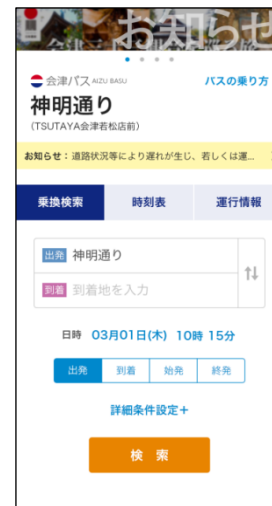 お知らせ
会津バス AIZU BASU
バスの乗り方
神明通り
(TSUTAYA会津若松店前)
お知らせ：道路状況等により遅れが生じ、若しくは運...
乗換検索 時刻表 運行情報
出発 神明通り
到着 到着地を入力
日時 03月01日(木) 10時 15分
出発 到着 始発 終発
詳細条件設定+
検 索